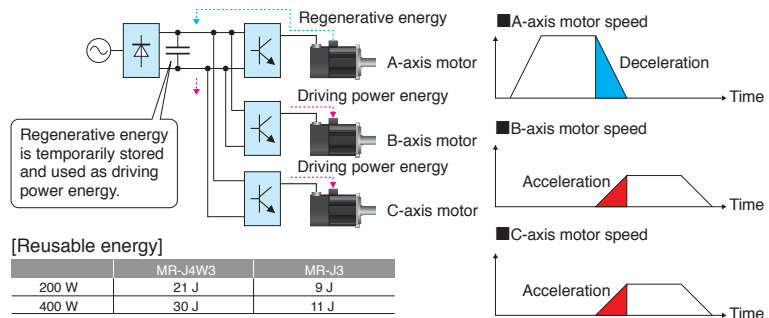 Regenerative energy
A-axis motor
Driving power energy
B-axis motor
Driving power energy
C-axis motor
Regenerative energy
is temporarily stored
and used as driving
power energy.
[Reusable energy]
MR-J4W3 MR-J3
200 W 21 J 9 J
400 W 30 J 11 J
■A-axis motor speed
Deceleration
Time
■B-axis motor speed
Acceleration
Time
■C-axis motor speed
Acceleration
Time